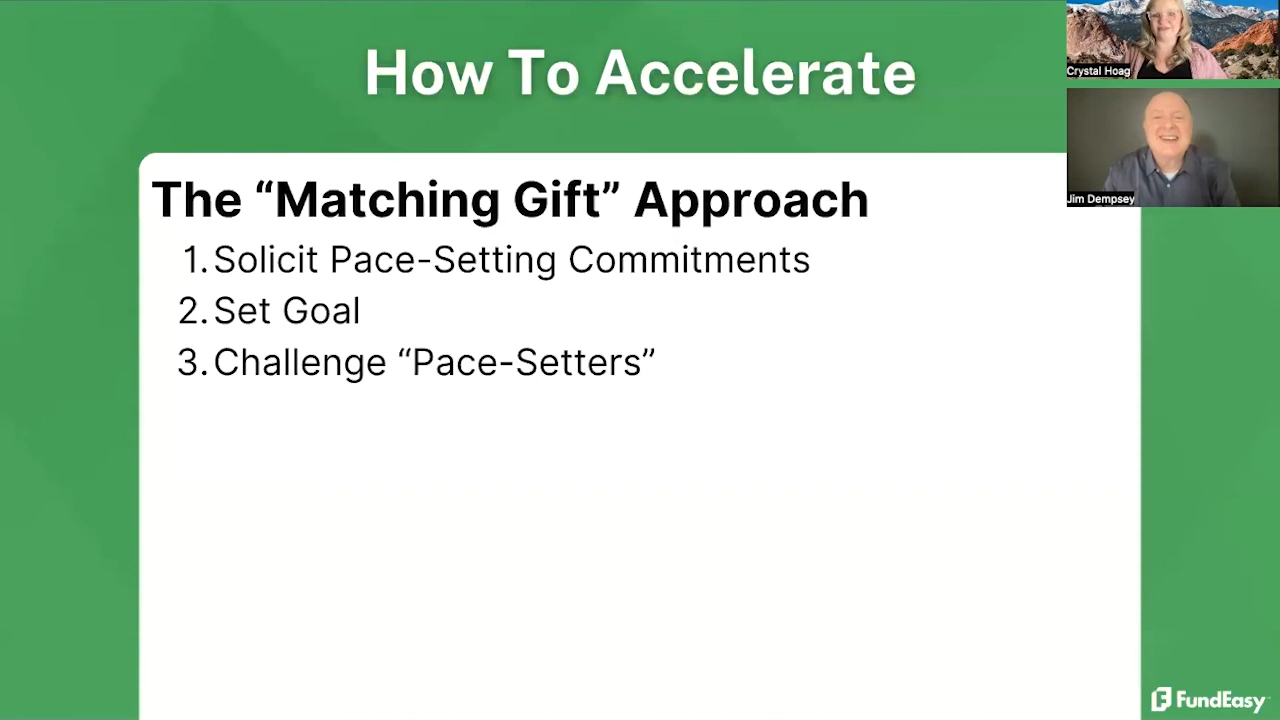 How To Accelerate
Crystal Hoag
Jim Dempsey
The “Matching Gift” Approach
1. Solicit Pace-Setting Commitments
2. Set Goal
3. Challenge “Pace-Setters”
FundEasy